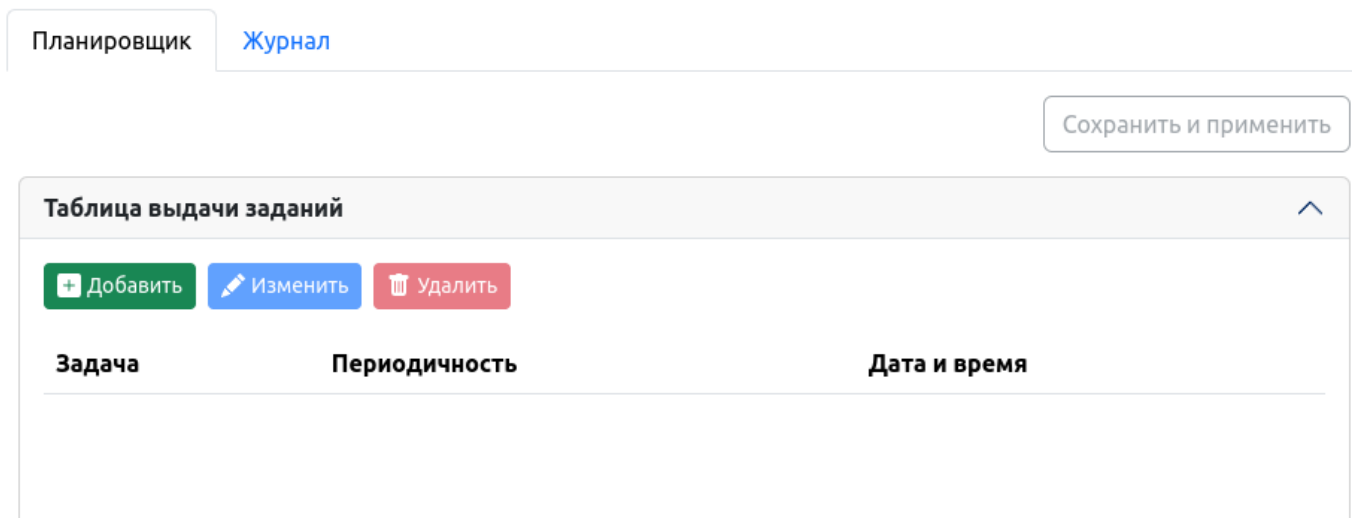 Планировщик Журнал
Сохранить и применить
Таблица выдачи заданий
Добавить Изменить Удалить
Задача Периодичность Дата и время